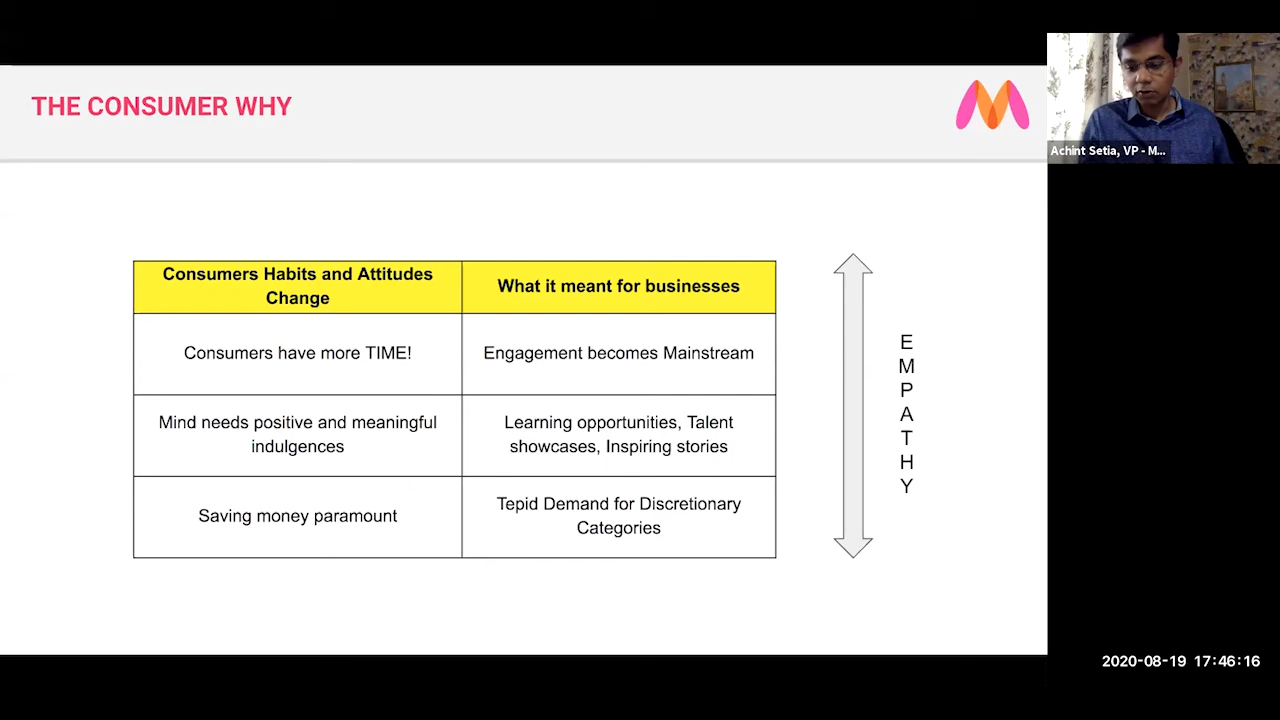 THE CONSUMER WHY
Achint Setia, VP - M...
Consumers Habits and Attitudes
Change
What it meant for businesses
Consumers have more TIME!
Engagement becomes Mainstream
Mind needs positive and meaningful
indulgences
Learning opportunities, Talent
showcases, Inspiring stories
Saving money paramount
Tepid Demand for Discretionary
Categories
E
M
P
A
T
H
Y
2020-08-19 17:46:16